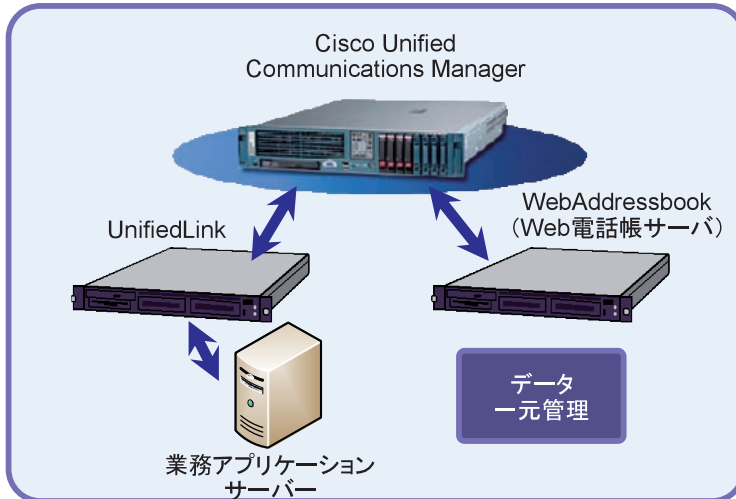 Cisco Unified
Communications Manager
UnifiedLink
WebAddressbook
（Web電話帳サーバ）
データ
一元管理
業務アプリケーション
サーバー